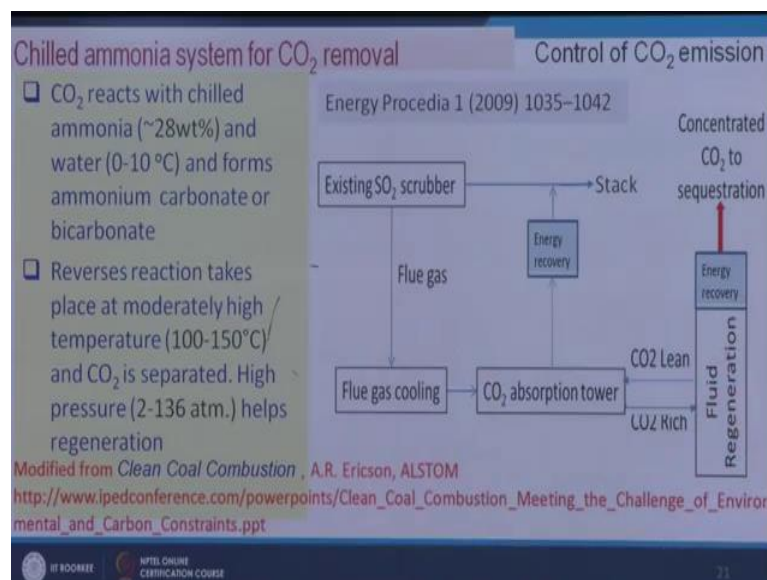 Chilled ammonia system for CO2 removal
Control of CO2 emission
❑ CO2 reacts with chilled
ammonia (~28wt%) and
water (0-10 °C) and forms
ammonium carbonate or
bicarbonate
❑ Reverses reaction takes
place at moderately high
temperature (100-150°C)
and CO2 is separated. High
pressure (2-136 atm.) helps
regeneration
Energy Procedia 1 (2009) 1035–1042
Concentrated
CO2 to
sequestration
Existing SO2 scrubber
Stack
Energy
recovery
Flue gas
Energy
recovery
Flue gas cooling
CO2 absorption tower
CO2 Lean
CO2 Rich
Fluid
Regeneration
Modified from Clean Coal Combustion , A.R. Ericson, ALSTOM
http://www.ipedconference.com/powerpoints/Clean_Coal_Combustion_Meeting_the_Challenge_of_Environ
mental_and_Carbon_Constraints.ppt
IIT ROORKEE
NPTEL ONLINE
CERTIFICATION COURSE
21